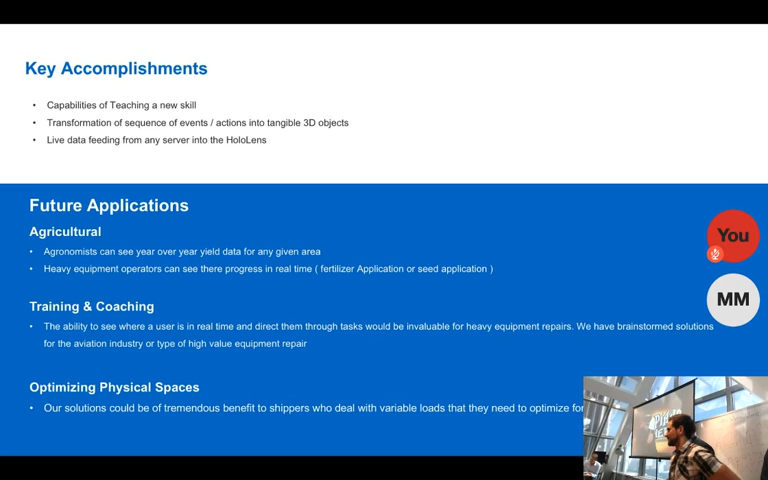 Key Accomplishments
• Capabilities of Teaching a new skill
• Transformation of sequence of events / actions into tangible 3D objects
• Live data feeding from any server into the HoloLens
Future Applications
Agricultural
• Agronomists can see year over year yield data for any given area
• Heavy equipment operators can see there progress in real time ( fertilizer Application or seed application )
You
MM
Training & Coaching
• The ability to see where a user is in real time and direct them through tasks would be invaluable for heavy equipment repairs. We have brainstormed solutions
for the aviation industry or type of high value equipment repair
Optimizing Physical Spaces
• Our solutions could be of tremendous benefit to shippers who deal with variable loads that they need to optimize for